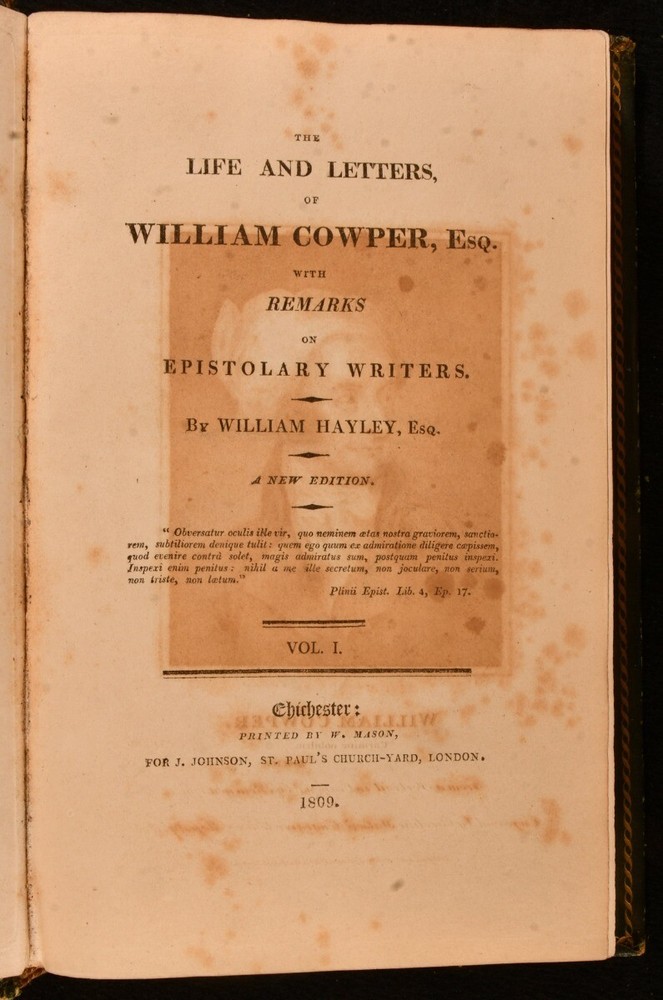 THE
LIFE AND LETTERS,
OF
WILLIAM COWPER, Esq.
WITH
REMARKS
ON
EPISTOLARY WRITERS.
By WILLIAM HAYLEY, Esq.
A NEW EDITION.
“ Obversatur oculis ille vir, quo neminem ætas nostra graviorem, sanctio-
rem, subtiliorem denique tulit: quem ego quum ex admiratione diligere cœpissem,
quod evenire contrà solet, magis admiratus sum, postquam penitus inspexi.
Inspexi enim penitus: nihil a me ille secretum, non joculare, non serium,
non triste, non lætum.”
Plinii Epist. Lib. 4, Ep. 17.
VOL. I.
Chichester:
PRINTED BY W. MASON,
FOR J. JOHNSON, ST. PAUL'S CHURCH-YARD, LONDON.
1809.
WILLIAM COWPER